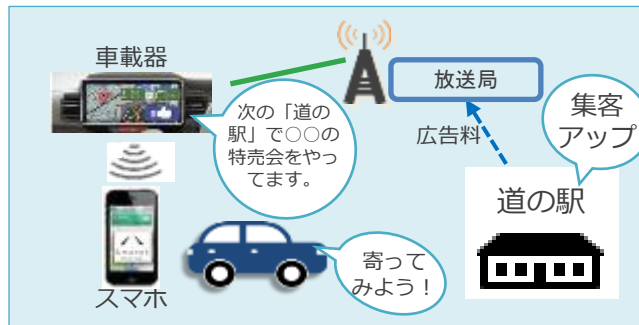 車載器
放送局
次の「道の
駅」で○○の
特売会をやっ
てます。
集客
アップ
広告料
道の駅
寄って
みよう！
スマホ